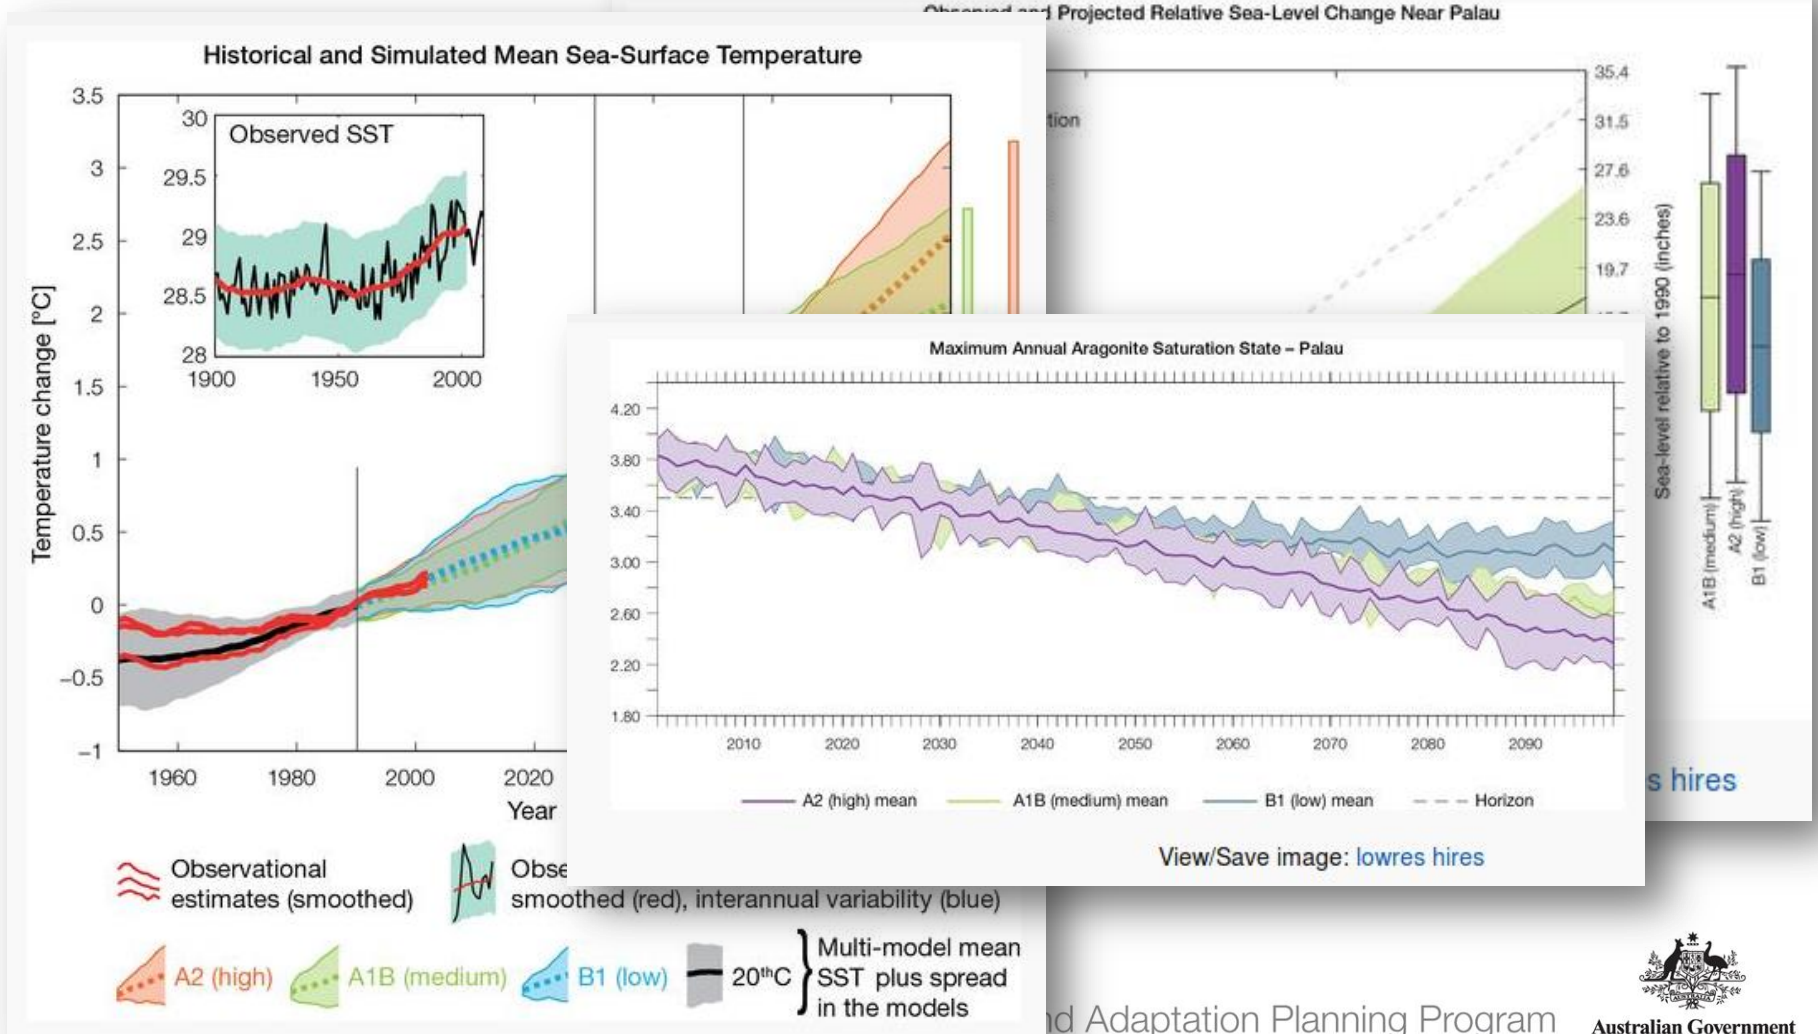 Observed and Projected Relative Sea-Level Change Near Palau
Historical and Simulated Mean Sea-Surface Temperature
3.5
3
2.5
2
1.5
1
0.5
0
−0.5
−1
Temperature change [°C]
Observed SST
30
29.5
29
28.5
28
1900
1950
2000
1960
1980
2000
2020
Year
Observational
estimates (smoothed)
smoothed (red), interannual variability (blue)
A2 (high)
A1B (medium)
B1 (low)
20thC
Multi-model mean
SST plus spread
in the models
35.4
31.5
27.6
23.6
19.7
Sea-level relative to 1990 (inches)
A1B (medium)
A2 (high)
B1 (low)
Maximum Annual Aragonite Saturation State – Palau
4.20
3.80
3.40
3.00
2.60
2.20
1.80
2010
2020
2030
2040
2050
2060
2070
2080
2090
A2 (high) mean
A1B (medium) mean
B1 (low) mean
Horizon
View/Save image: lowres hires
s hires
nd Adaptation Planning Program
AUSTRALIA
Australian Government